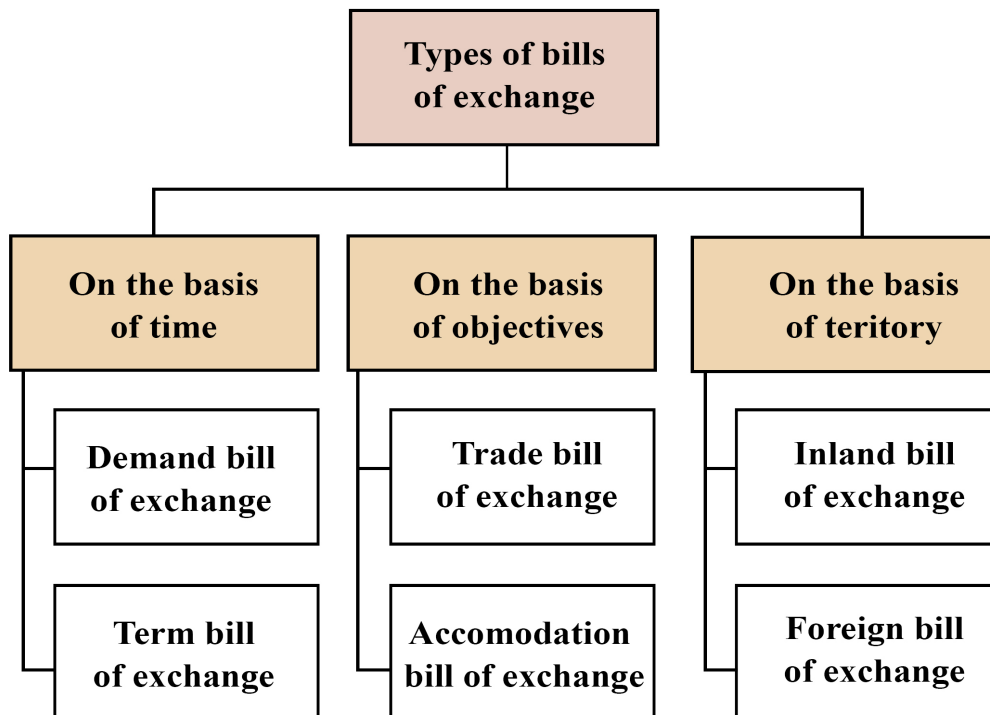 Types of bills
of exchange
On the basis
of time
On the basis
of objectives
On the basis
of teritory
Demand bill
of exchange
Trade bill
of exchange
Inland bill
of exchange
Term bill
of exchange
Accomodation
bill of exchange
Foreign bill
of exchange